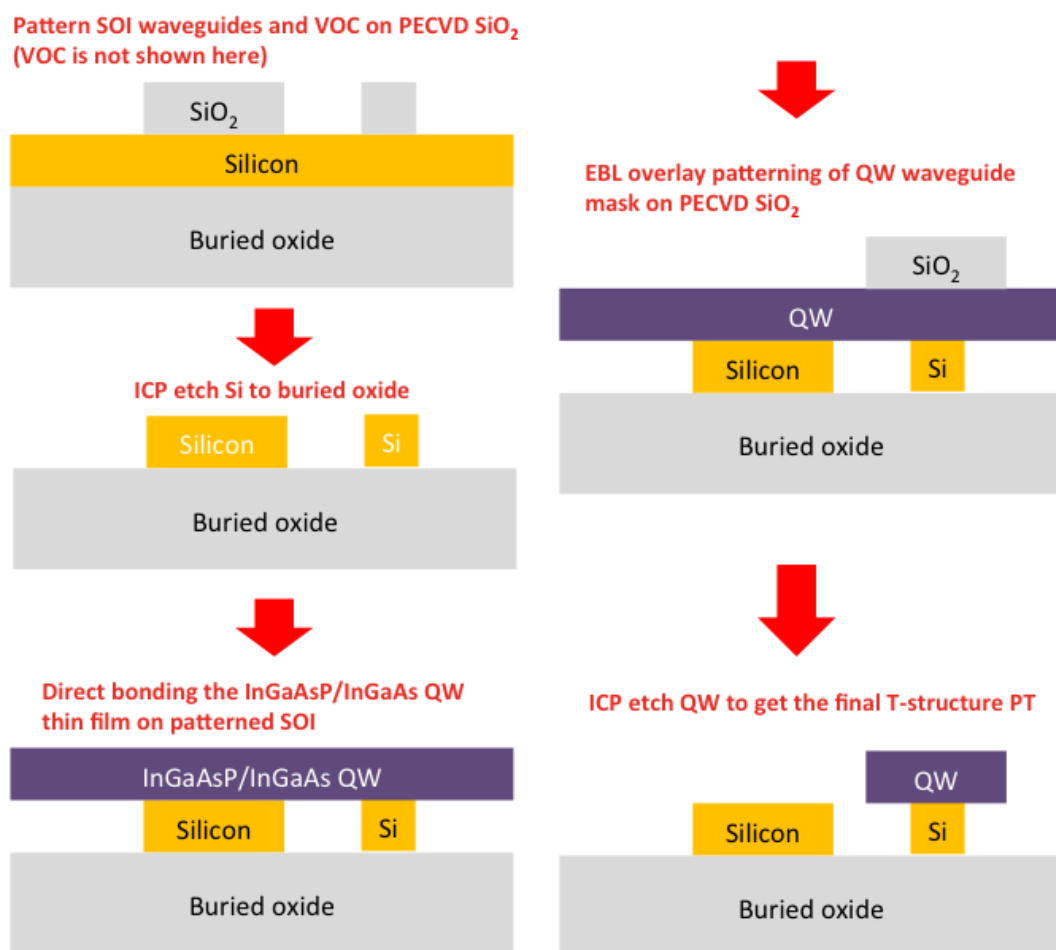 Pattern SOI waveguides and VOC on PECVD SiO₂
(VOC is not shown here)
SiO₂
Silicon
Buried oxide
ICP etch Si to buried oxide
Silicon Si
Buried oxide
Direct bonding the InGaAsP/InGaAs QW
thin film on patterned SOI
InGaAsP/InGaAs QW
Silicon Si
Buried oxide
EBL overlay patterning of QW waveguide
mask on PECVD SiO₂
SiO₂
QW
Silicon Si
Buried oxide
ICP etch QW to get the final T-structure PT
QW
Silicon Si
Buried oxide